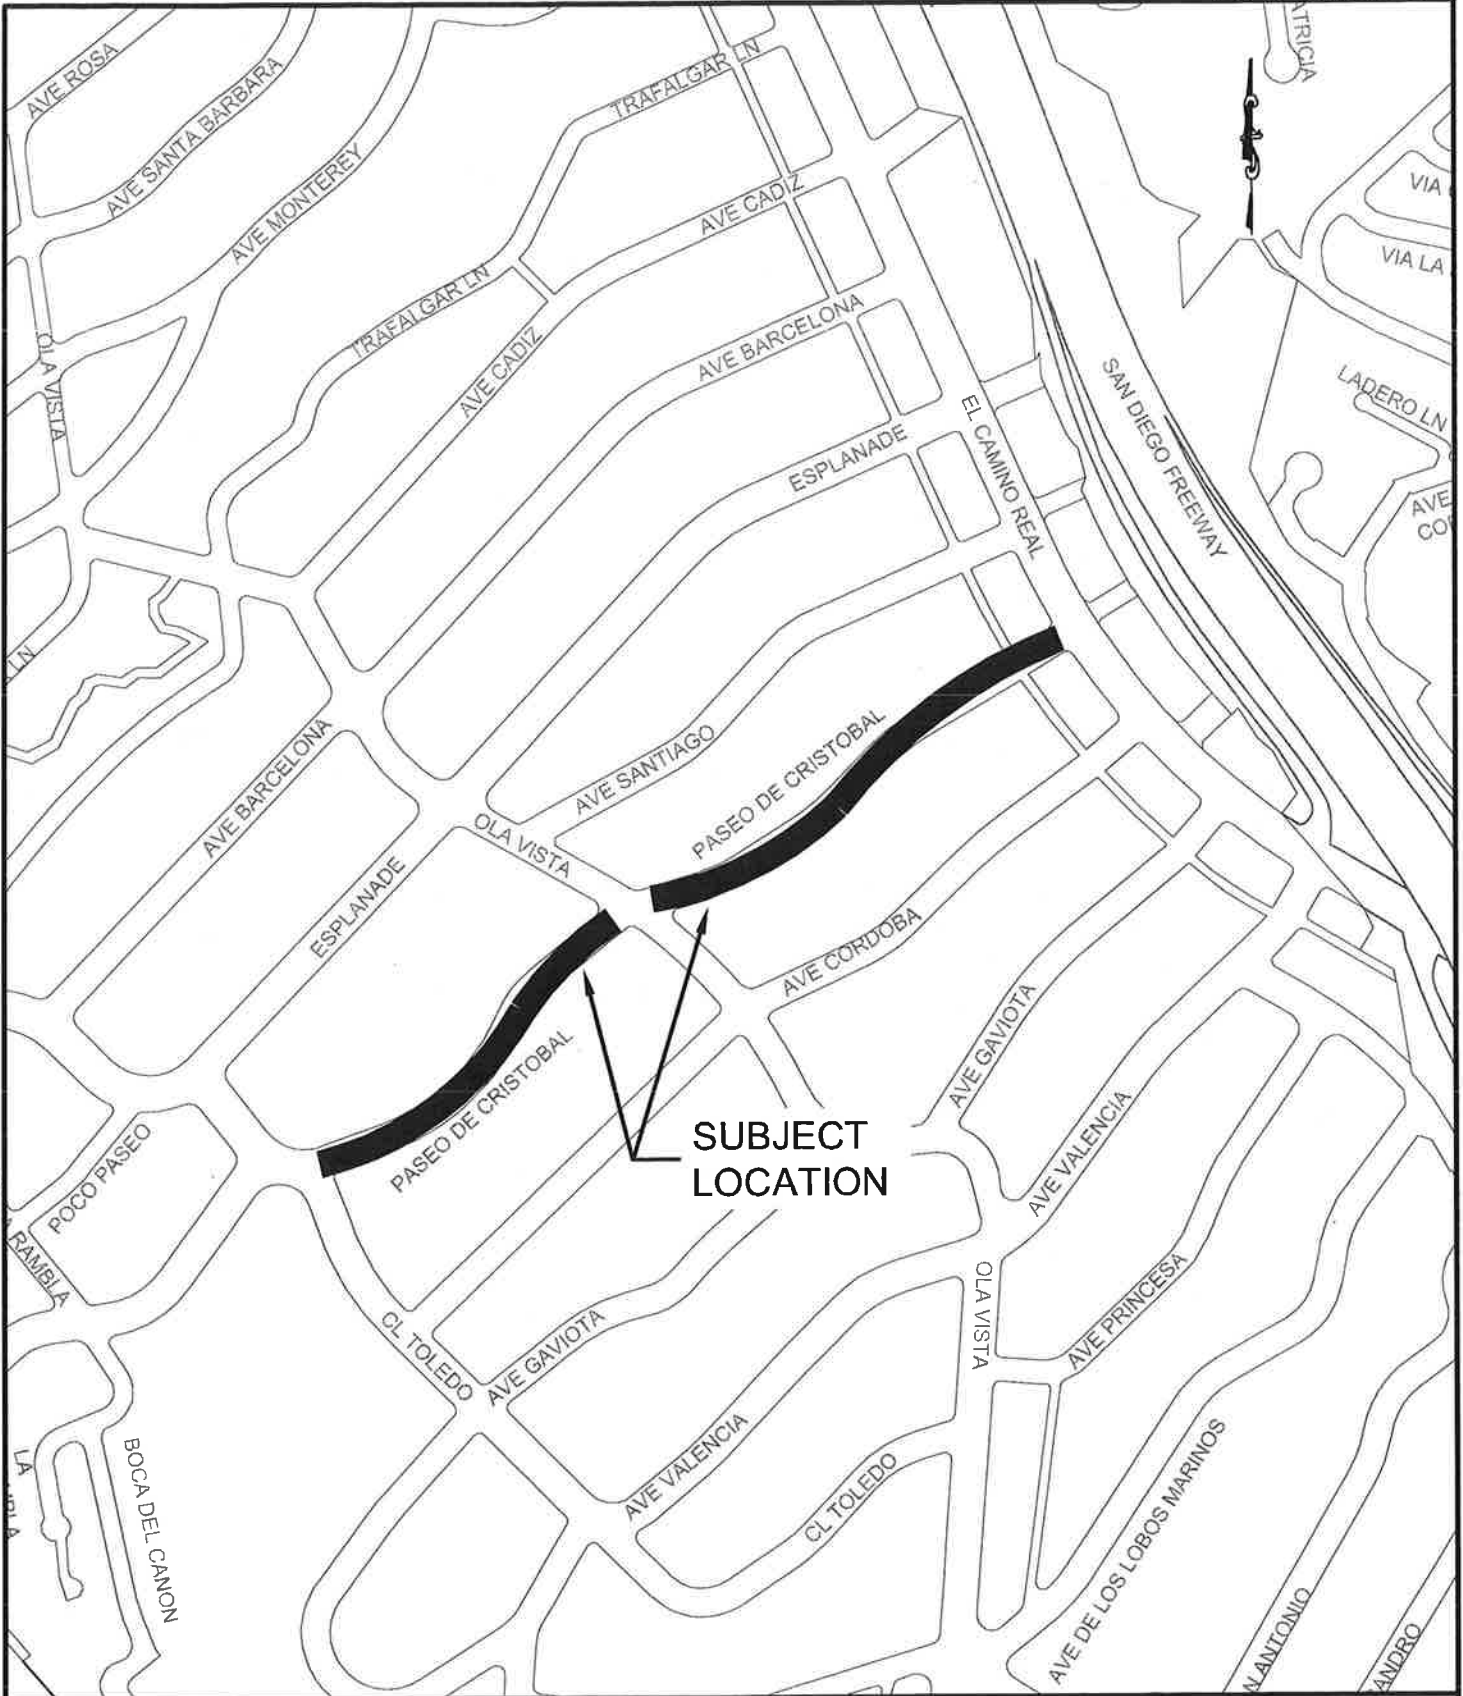 AVE ROSA
AVE SANTA BARBARA
AVE MONTEREY
TRAFALGAR LN
AVE CADIZ
VIA
VIA LA
OLA VISTA
TRAFALGAR LN
AVE CADIZ
AVE BARCELONA
SAN DIEGO FREEWAY
LADERO LN
EL CAMINO REAL
ESPLANADE
AVE
LN
AVE BARCELONA
AVE SANTIAGO
PASEO DE CRISTOBAL
OLA VISTA
ESPLANADE
AVE CORDOBA
AVE GAVIOTA
PASEO DE CRISTOBAL
AVE VALENCIA
POCO PASEO
SUBJECT
LOCATION
RAMBLA
OLA VISTA
AVE PRINCESA
CL TOLEDO
AVE GAVIOTA
AVE VALENCIA
CL TOLEDO
AVE DE LOS LOBOS MARINOS
LA
BOCA DEL CANON
N ANTONIO
ANDRO